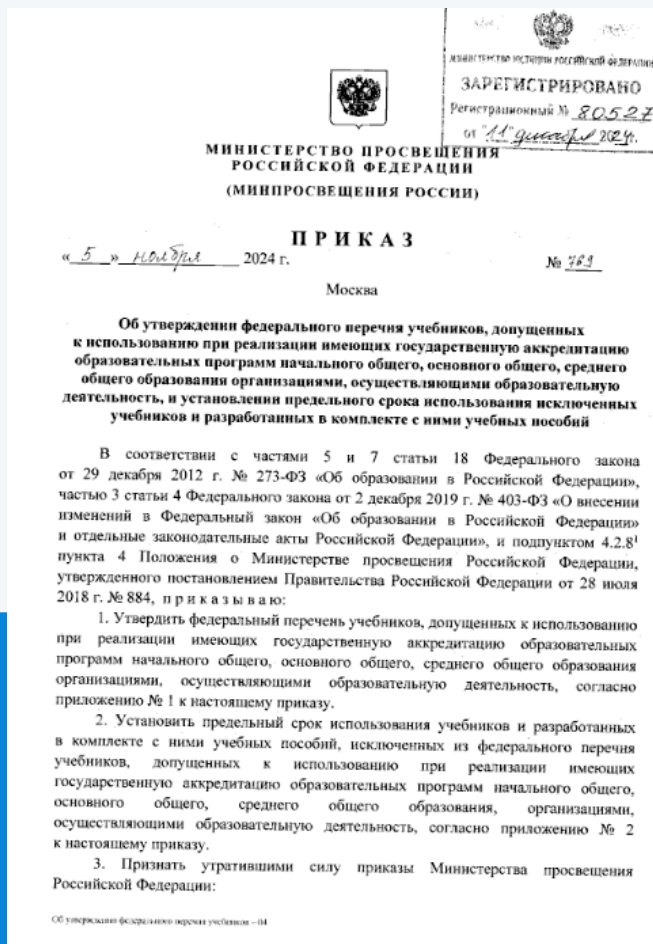 МИНИСТЕРСТВО ЮСТИЦИИ РОССИЙСКОЙ ФЕДЕРАЦИИ
ЗАРЕГИСТРИРОВАНО
Регистрационный № 80527
от "11" декабря 2024г.
МИНИСТЕРСТВО ПРОСВЕЩЕНИЯ
РОССИЙСКОЙ ФЕДЕРАЦИИ
(МИНПРОСВЕЩЕНИЯ РОССИИ)
ПРИКАЗ
« 5 » ноября 2024 г.
№ 769
Москва
Об утверждении федерального перечня учебников, допущенных
к использованию при реализации имеющих государственную аккредитацию
образовательных программ начального общего, основного общего, среднего
общего образования организациями, осуществляющими образовательную
деятельность, и установлении предельного срока использования исключенных
учебников и разработанных в комплекте с ними учебных пособий
В соответствии с частями 5 и 7 статьи 18 Федерального закона
от 29 декабря 2012 г. № 273-ФЗ «Об образовании в Российской Федерации»,
частью 3 статьи 4 Федерального закона от 2 декабря 2019 г. № 403-ФЗ «О внесении
изменений в Федеральный закон «Об образовании в Российской Федерации»
и отдельные законодательные акты Российской Федерации», и подпунктом 4.2.8¹
пункта 4 Положения о Министерстве просвещения Российской Федерации,
утвержденного постановлением Правительства Российской Федерации от 28 июля
2018 г. № 884, приказываю:
1. Утвердить федеральный перечень учебников, допущенных к использованию
при реализации имеющих государственную аккредитацию образовательных
программ начального общего, основного общего, среднего общего образования
организациями, осуществляющими образовательную деятельность, согласно
приложению № 1 к настоящему приказу.
2. Установить предельный срок использования учебников и разработанных
в комплекте с ними учебных пособий, исключенных из федерального перечня
учебников, допущенных к использованию при реализации имеющих
государственную аккредитацию образовательных программ начального общего,
основного общего, среднего общего образования, организациями,
осуществляющими образовательную деятельность, согласно приложению № 2
к настоящему приказу.
3. Признать утратившими силу приказы Министерства просвещения
Российской Федерации:
Об утверждении федерального перечня учебников – 04